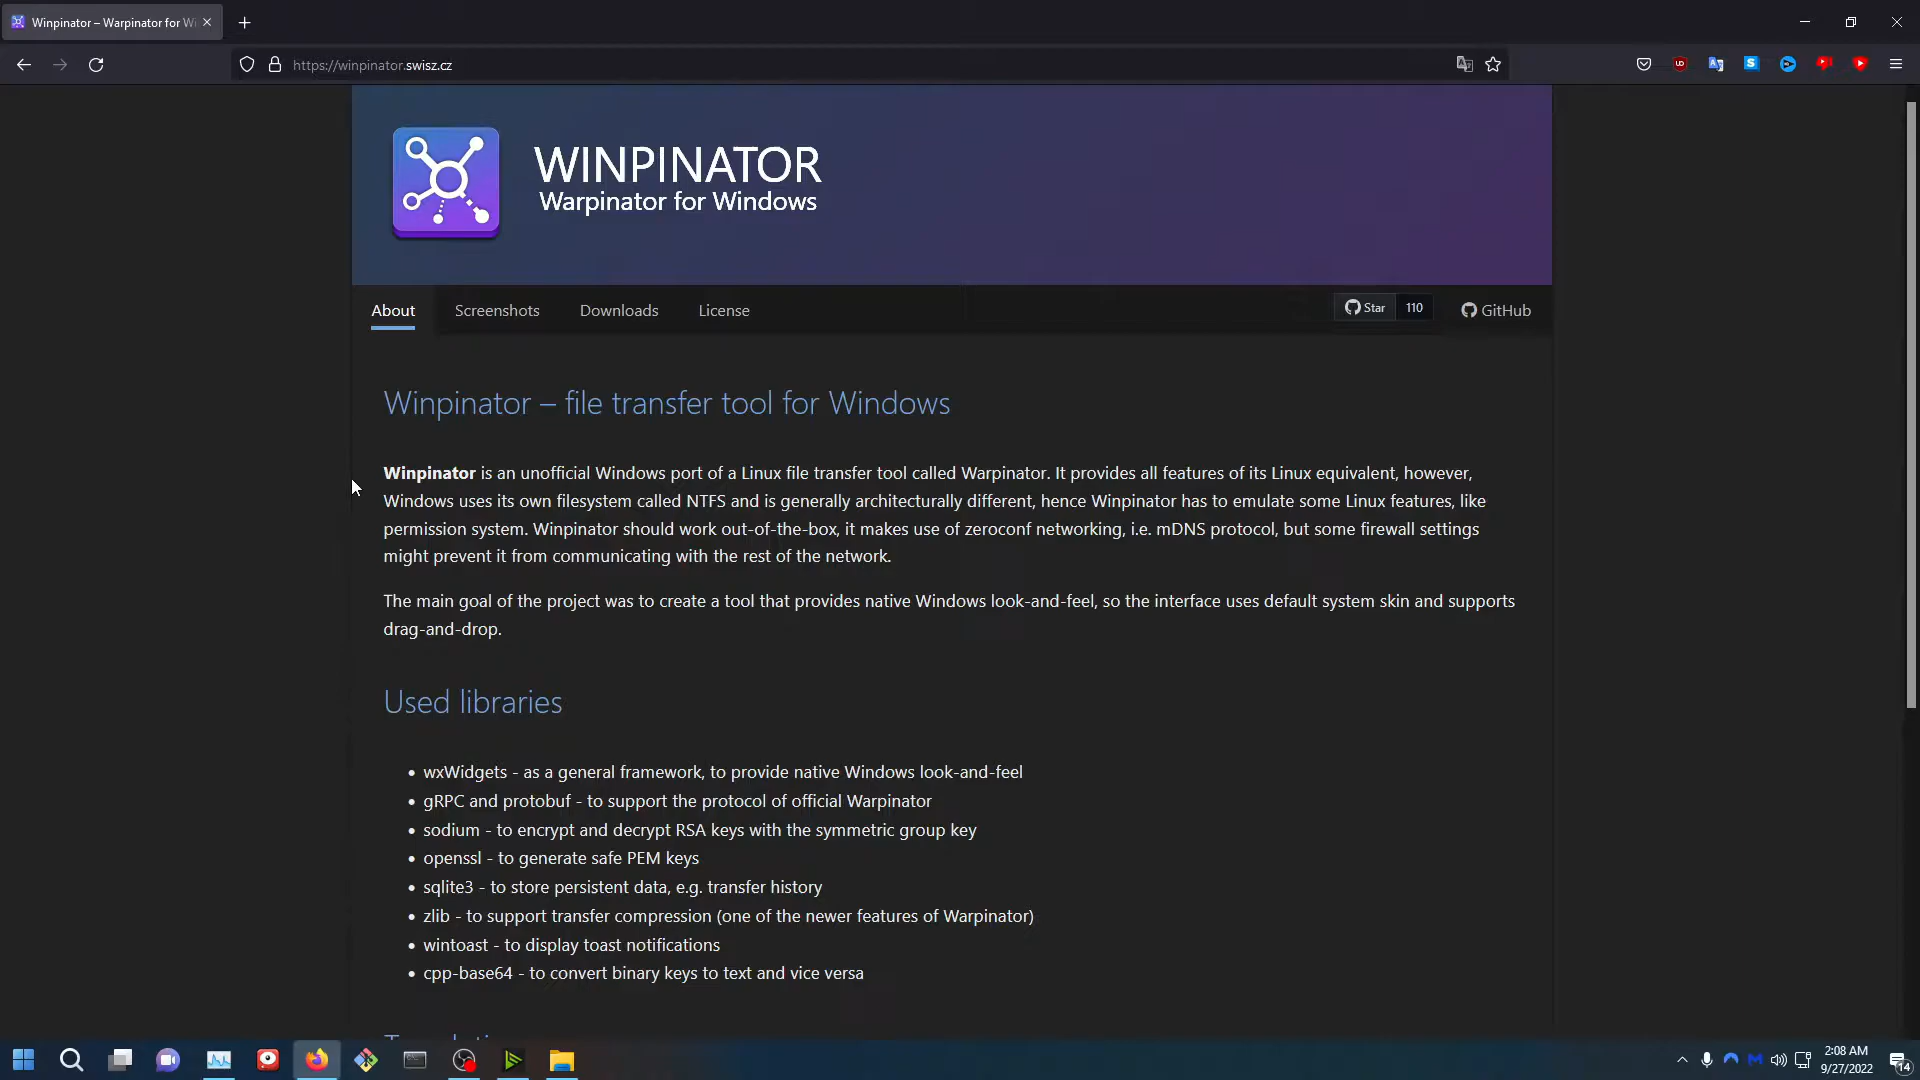 Winpinator – Warpinator for Wi
https://winpinator.swisz.cz
WINPINATOR
Warpinator for Windows
About
Screenshots
Downloads
License
Star
110
GitHub
Winpinator – file transfer tool for Windows
Winpinator is an unofficial Windows port of a Linux file transfer tool called Warpinator. It provides all features of its Linux equivalent, however,
Windows uses its own filesystem called NTFS and is generally architecturally different, hence Winpinator has to emulate some Linux features, like
permission system. Winpinator should work out-of-the-box, it makes use of zeroconf networking, i.e. mDNS protocol, but some firewall settings
might prevent it from communicating with the rest of the network.
The main goal of the project was to create a tool that provides native Windows look-and-feel, so the interface uses default system skin and supports
drag-and-drop.
Used libraries
• wxWidgets - as a general framework, to provide native Windows look-and-feel
• gRPC and protobuf - to support the protocol of official Warpinator
• sodium - to encrypt and decrypt RSA keys with the symmetric group key
• openssl - to generate safe PEM keys
• sqlite3 - to store persistent data, e.g. transfer history
• zlib - to support transfer compression (one of the newer features of Warpinator)
• wintoast - to display toast notifications
• cpp-base64 - to convert binary keys to text and vice versa
2:08 AM
9/27/2022
14